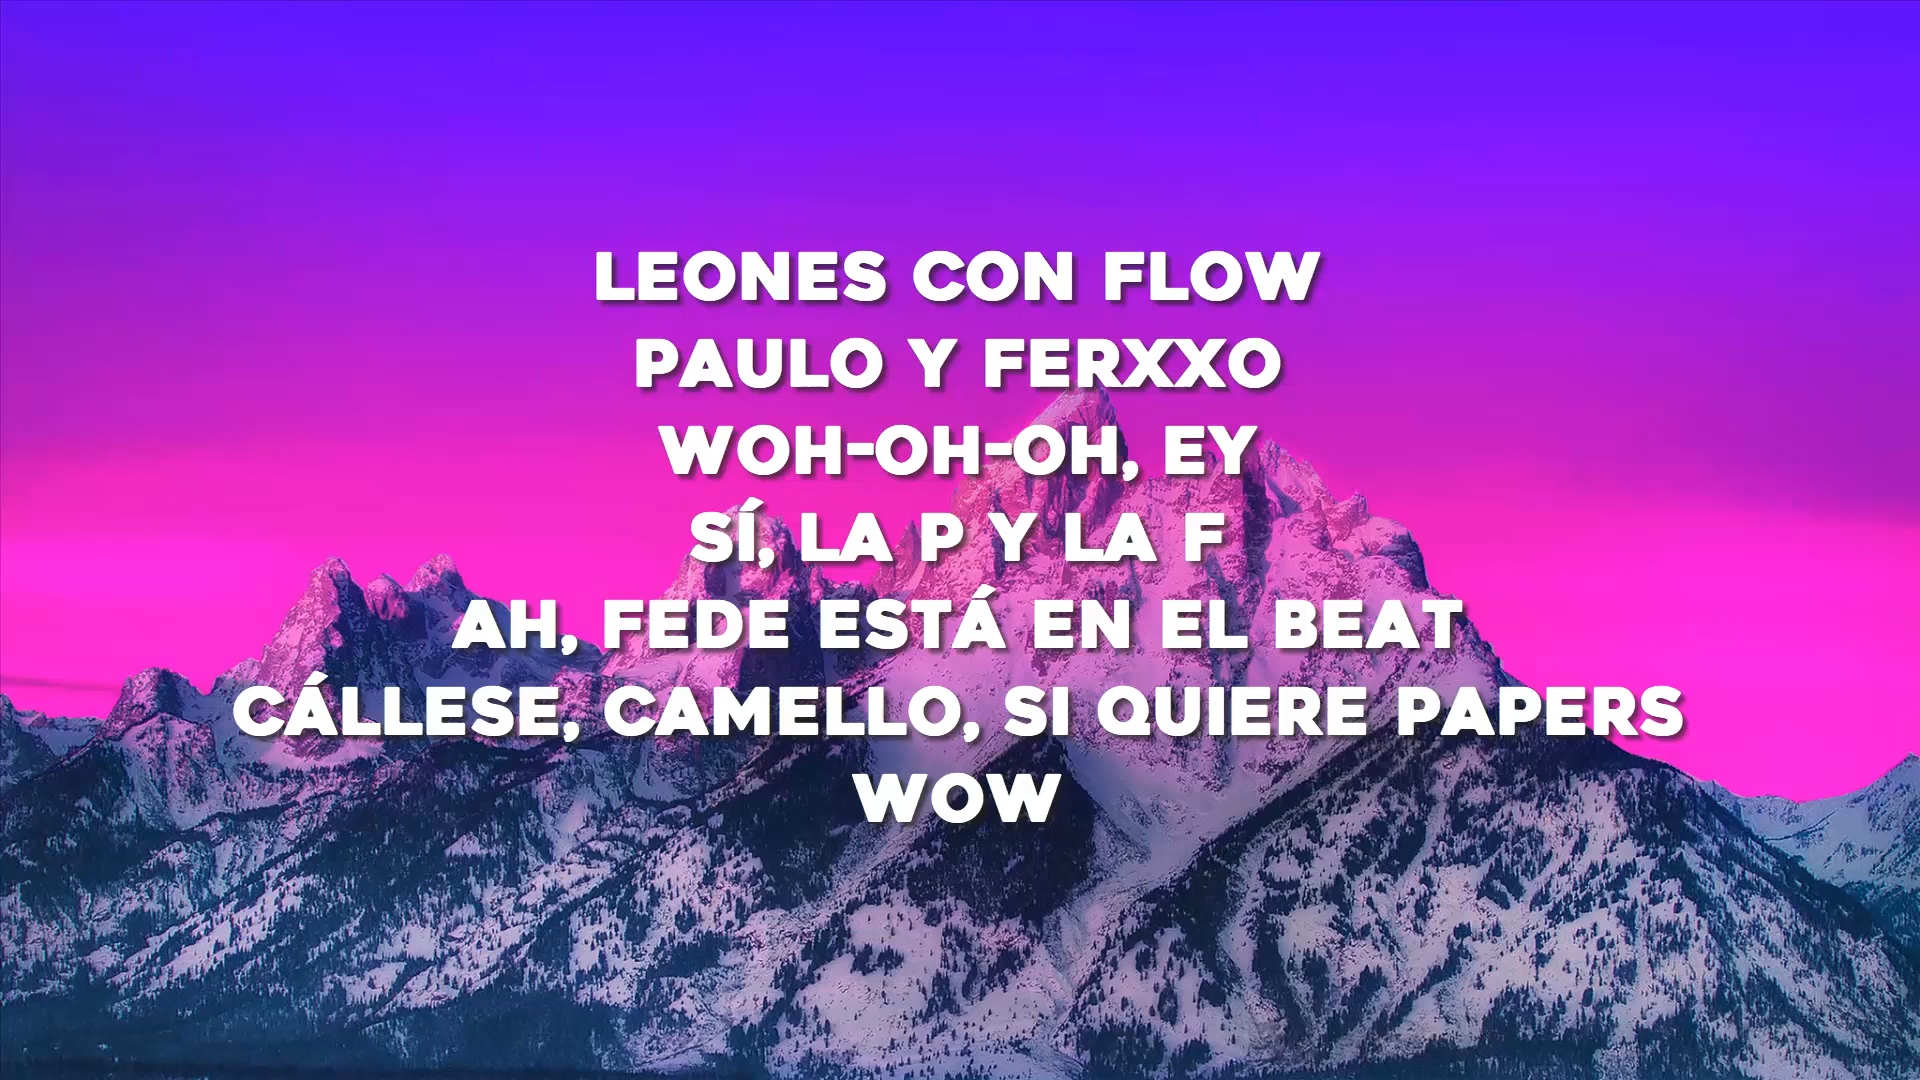 LEONES CON FLOW
PAULO Y FERXXO
WOH-OH-OH, EY
SÍ, LA P Y LA F
AH, FEDE ESTÁ EN EL BEAT
CÁLLESE, CAMELLO, SI QUIERE PAPERS
WOW